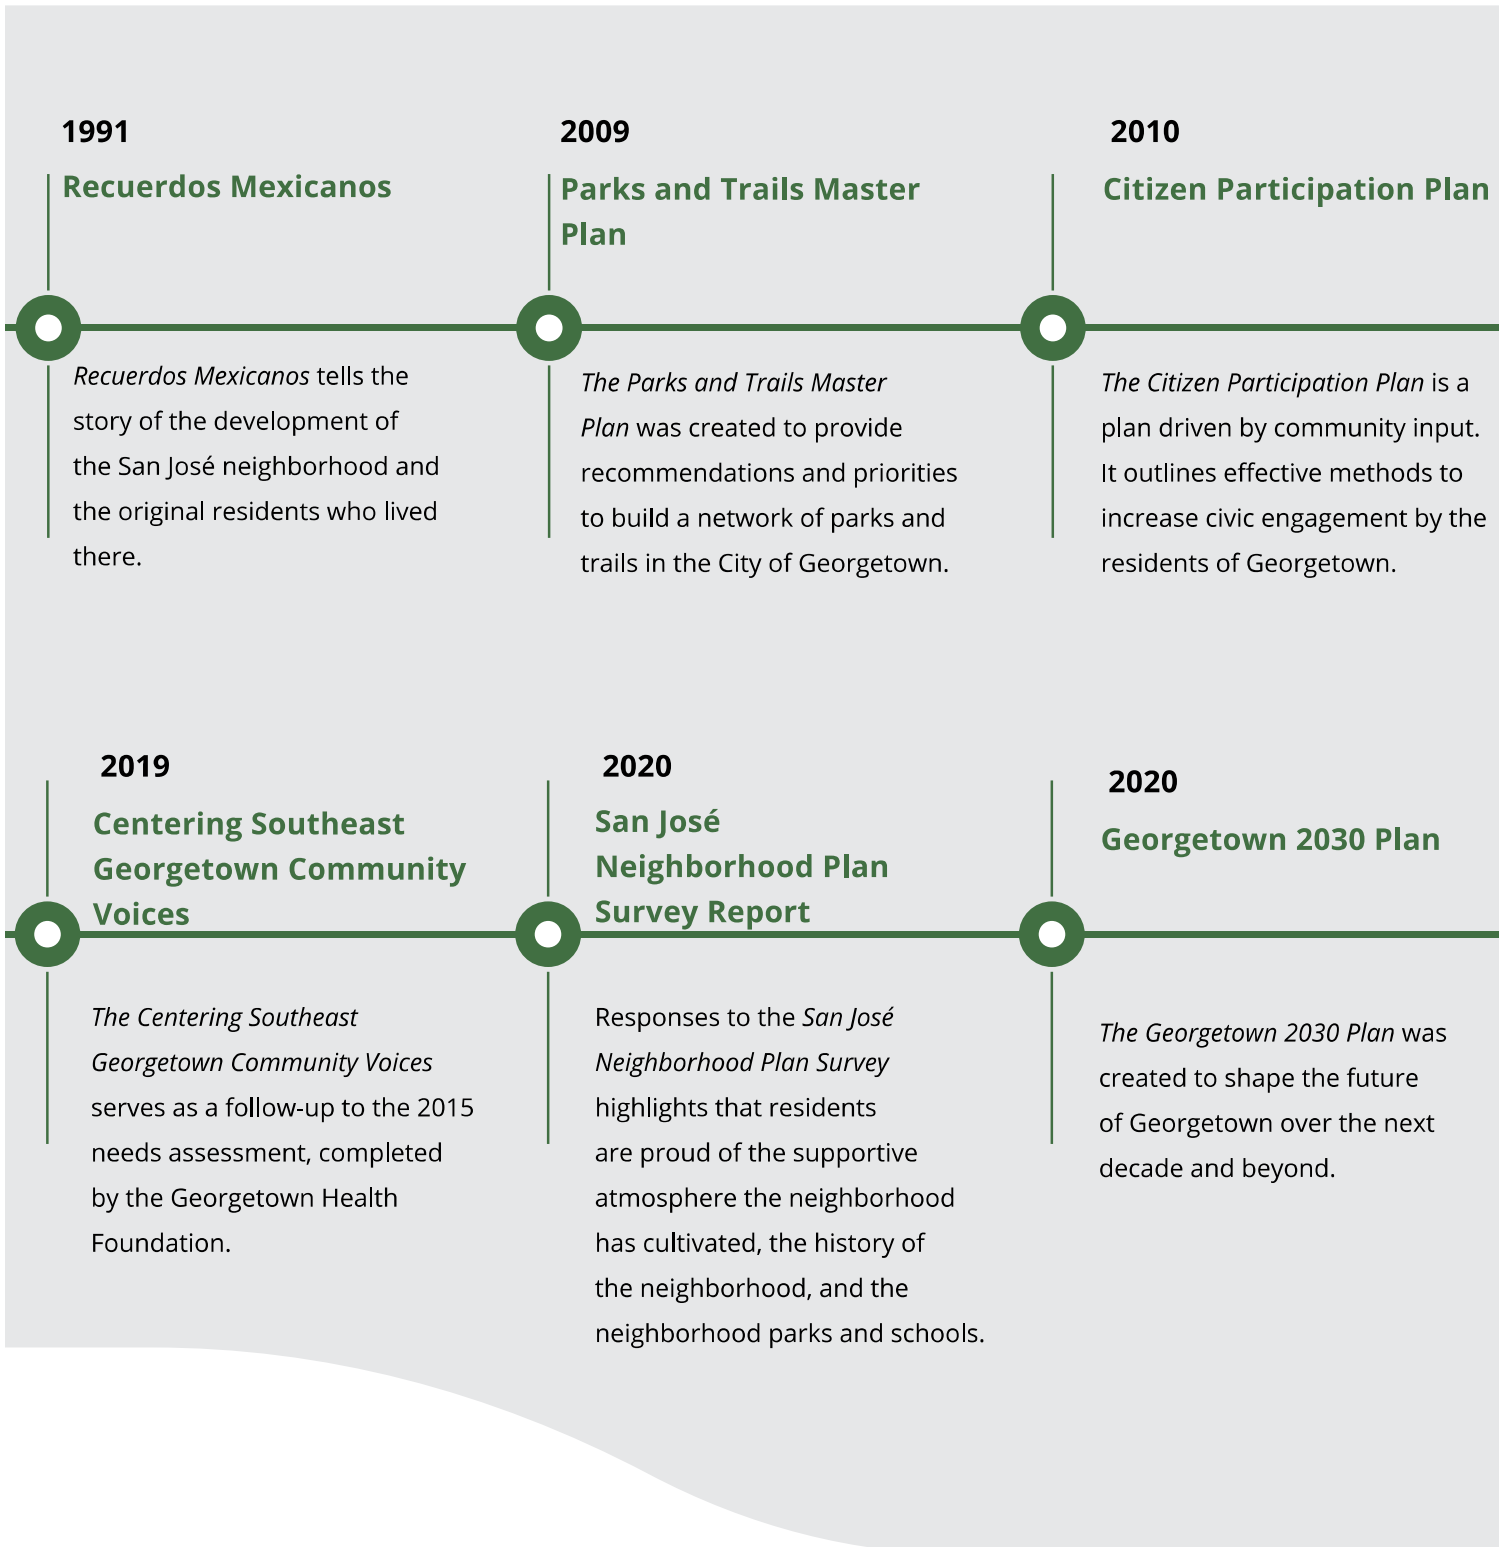 1991
Recuerdos Mexicanos
Recuerdos Mexicanos tells the
story of the development of
the San José neighborhood and
the original residents who lived
there.
2009
Parks and Trails Master
Plan
The Parks and Trails Master
Plan was created to provide
recommendations and priorities
to build a network of parks and
trails in the City of Georgetown.
2010
Citizen Participation Plan
The Citizen Participation Plan is a
plan driven by community input.
It outlines effective methods to
increase civic engagement by the
residents of Georgetown.
2019
Centering Southeast
Georgetown Community
Voices
The Centering Southeast
Georgetown Community Voices
serves as a follow-up to the 2015
needs assessment, completed
by the Georgetown Health
Foundation.
2020
San José
Neighborhood Plan
Survey Report
Responses to the San José
Neighborhood Plan Survey
highlights that residents
are proud of the supportive
atmosphere the neighborhood
has cultivated, the history of
the neighborhood, and the
neighborhood parks and schools.
2020
Georgetown 2030 Plan
The Georgetown 2030 Plan was
created to shape the future
of Georgetown over the next
decade and beyond.